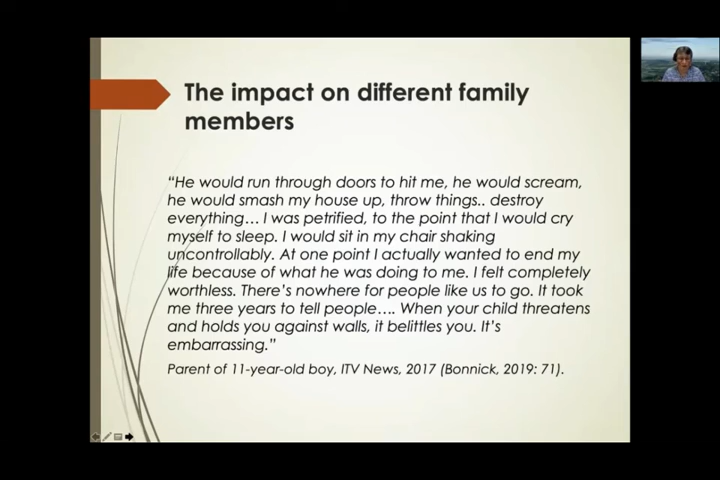 The impact on different family
members
“He would run through doors to hit me, he would scream,
he would smash my house up, throw things.. destroy
everything… I was petrified, to the point that I would cry
myself to sleep. I would sit in my chair shaking
uncontrollably. At one point I actually wanted to end my
life because of what he was doing to me. I felt completely
worthless. There’s nowhere for people like us to go. It took
me three years to tell people…. When your child threatens
and holds you against walls, it belittles you. It’s
embarrassing.”
Parent of 11-year-old boy, ITV News, 2017 (Bonnick, 2019: 71).